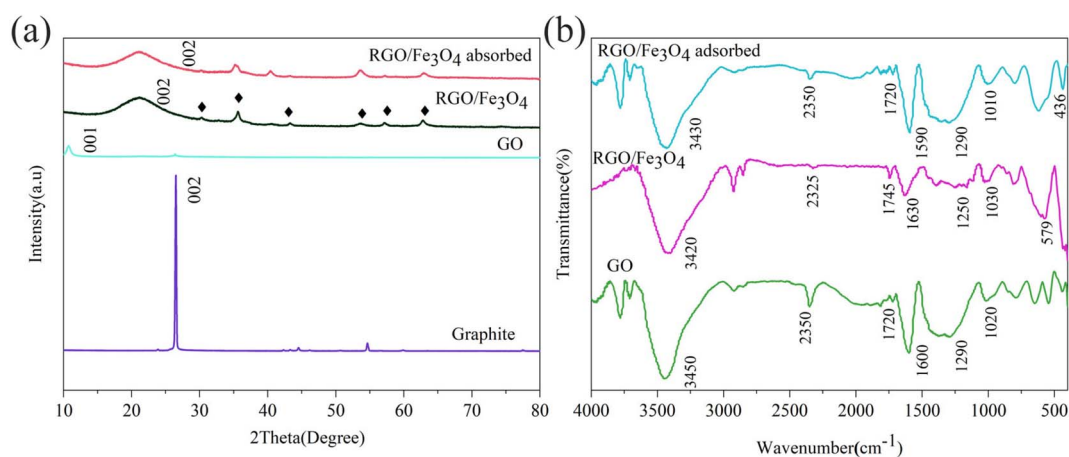 (a)
002
RGO/Fe3O4 absorbed
002
RGO/Fe3O4
001
GO
002
Graphite
Intensity(a.u)
10 20 30 40 50 60 70 80
2Theta(Degree)
(b)
RGO/Fe3O4 adsorbed
3430
2330
1720
1590
1290
1010
436
RGO/Fe3O4
3420
2325
1745
1630
1250
1030
579
GO
3450
2350
1720
1600
1290
1020
Transmittance(%)
4000 3500 3000 2500 2000 1500 1000 500
Wavenumber(cm-1)